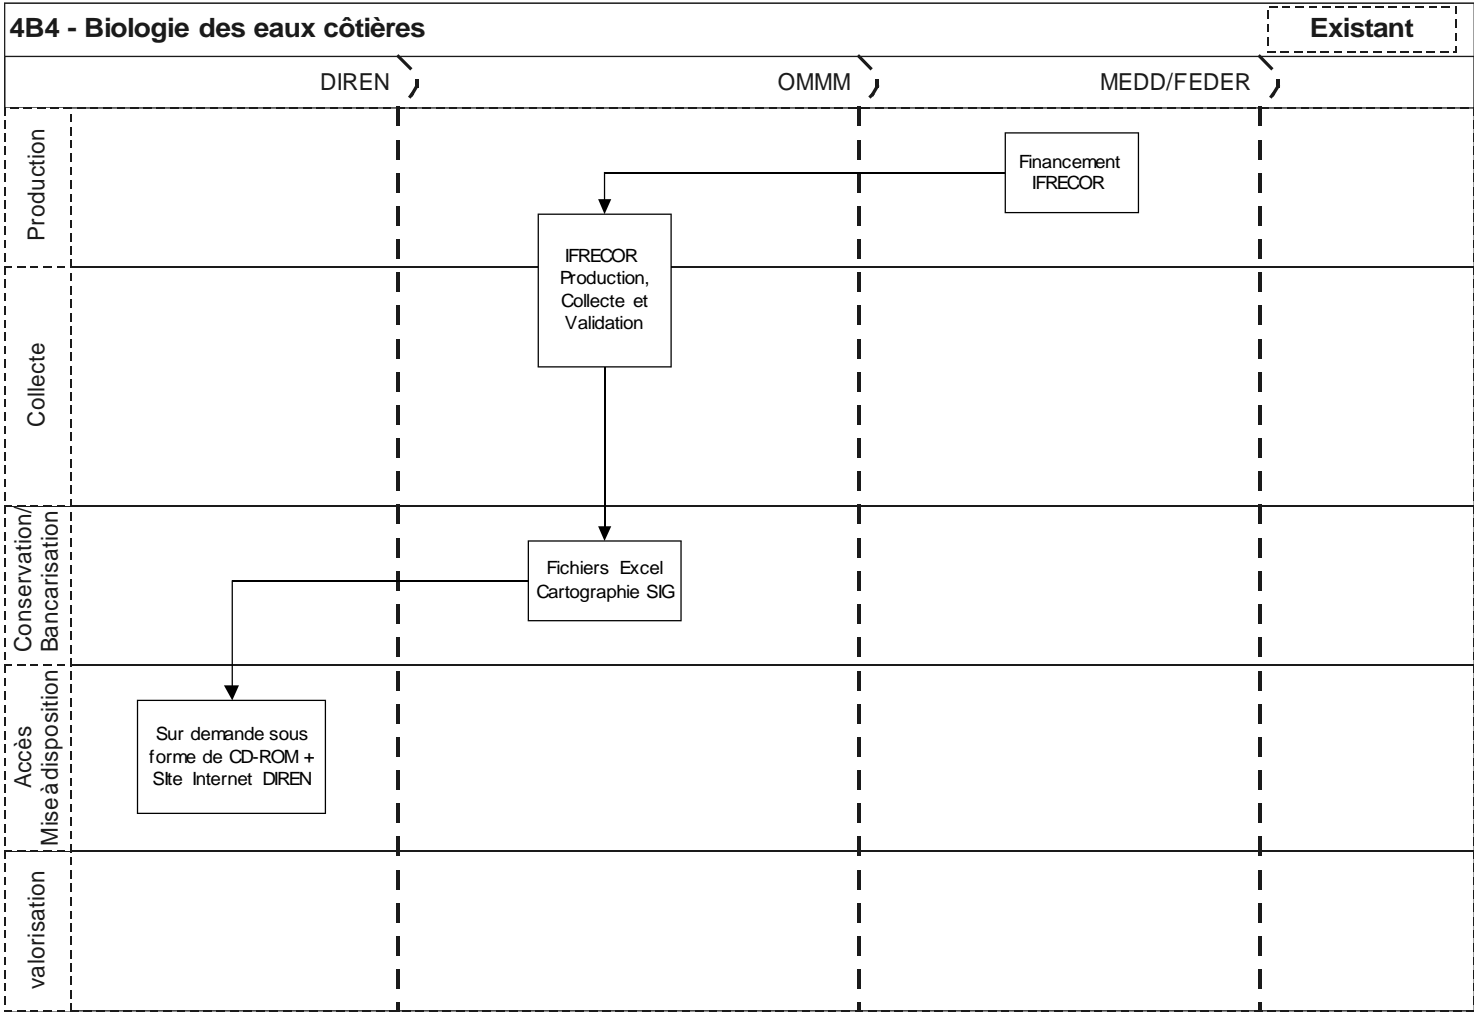 4B4 - Biologie des eaux côtières
Existant
DIREN
OMMM
MEDD/FEDER
Production
Financement
IFRECOR
IFRECOR
Production,
Collecte et
Validation
Collecte
Conservation/
Bancarisation
Fichiers Excel
Cartographie SIG
Accès
Mise à disposition
Sur demande sous
forme de CD-ROM +
SIte Internet DIREN
valorisation